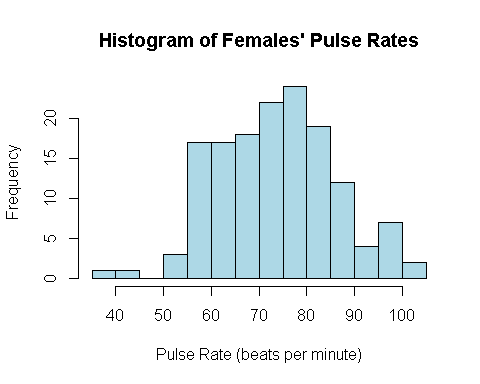 Histogram of Females' Pulse Rates
Frequency
20
15
10
5
0
40 50 60 70 80 90 100
Pulse Rate (beats per minute)